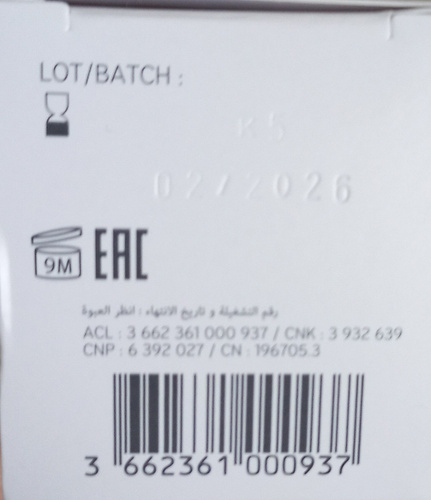 LOT/BATCH :
K5
02/2026
9M EAC
رقم التشغيلة و تاريخ الانتهاء : انظر العبوة
ACL : 3 662 361 000 937 / CNK : 3 932 639
CNP : 6 392 027 / CN : 196705.3
3 662361 000937